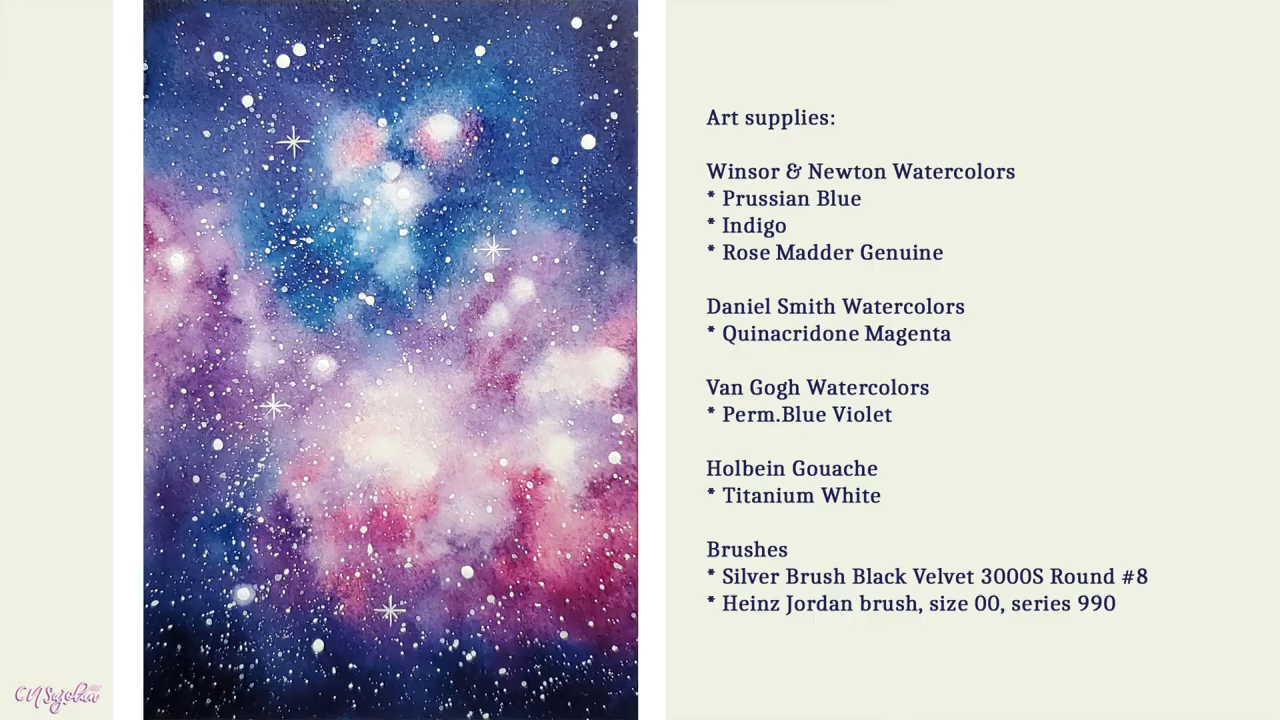 Art supplies:
Winsor & Newton Watercolors
* Prussian Blue
* Indigo
* Rose Madder Genuine
Daniel Smith Watercolors
* Quinacridone Magenta
Van Gogh Watercolors
* Perm.Blue Violet
Holbein Gouache
* Titanium White
Brushes
* Silver Brush Black Velvet 3000S Round #8
* Heinz Jordan brush, size 00, series 990